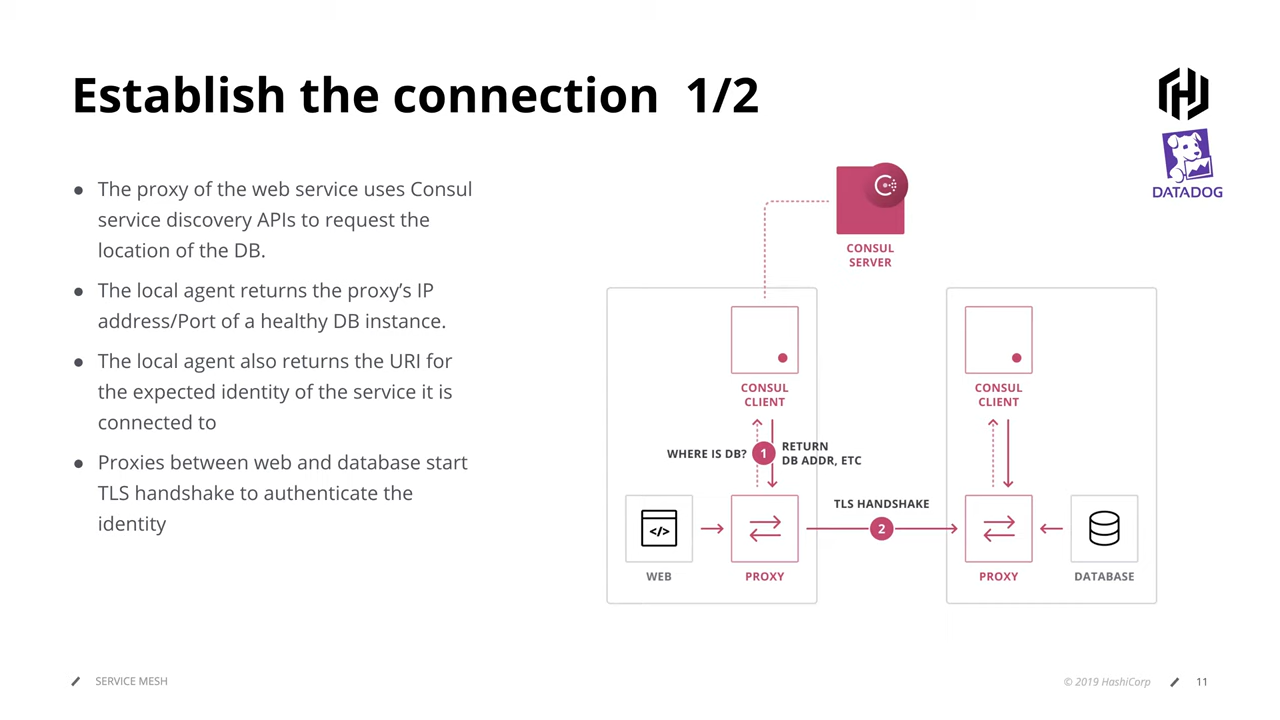 Establish the connection 1/2
● The proxy of the web service uses Consul
service discovery APIs to request the
location of the DB.
● The local agent returns the proxy’s IP
address/Port of a healthy DB instance.
● The local agent also returns the URI for
the expected identity of the service it is
connected to
● Proxies between web and database start
TLS handshake to authenticate the
identity
DATADOG
CONSUL
SERVER
CONSUL
CLIENT
CONSUL
CLIENT
WHERE IS DB?
1
RETURN
DB ADDR, ETC
TLS HANDSHAKE
2
</>
WEB
PROXY
PROXY
DATABASE
SERVICE MESH
© 2019 HashiCorp
11